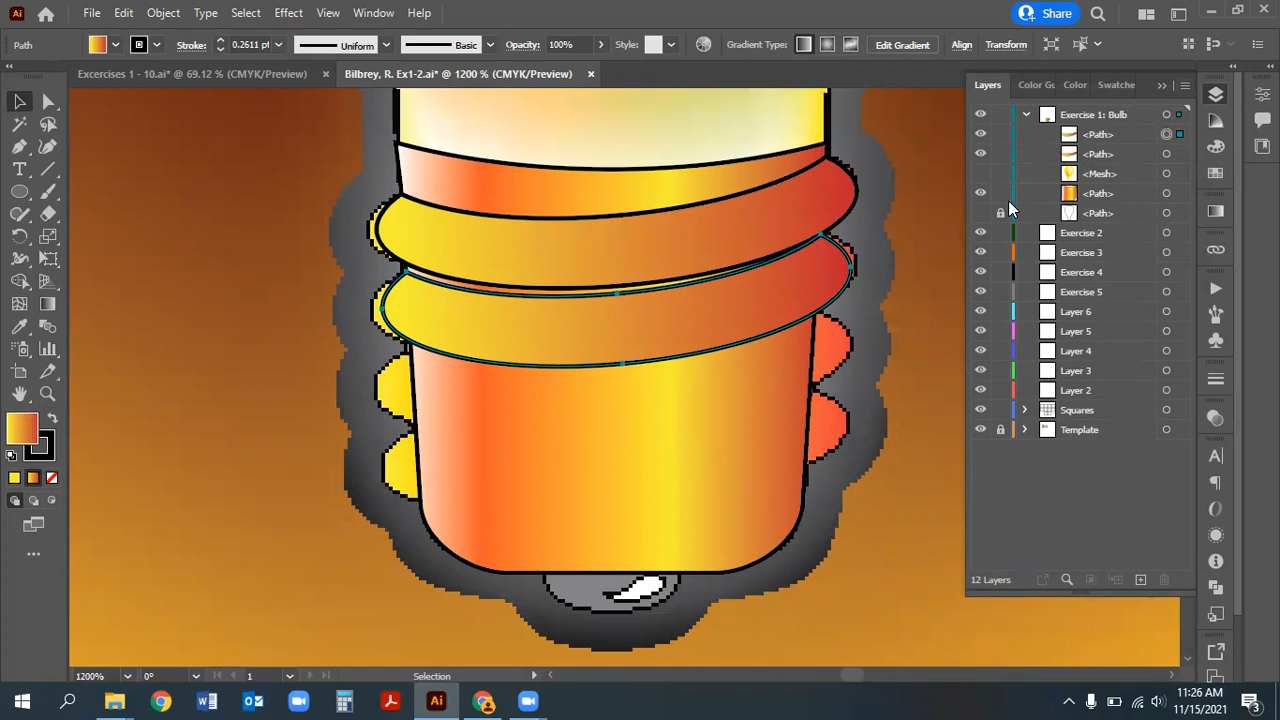 Ai File Edit Object Type Select Effect View Window Help Share
Path Stroke: 0.2611 pt Uniform Basic Opacity: 100% Style: Gradient Type: Edit Gradient Align Transform
Excercises 1 - 10.ai* @ 69.12 % (CMYK/Preview) Bilbrey, R. Ex1-2.ai* @ 1200 % (CMYK/Preview)
Layers Color Gu Color Swatche
Exercise 1: Bulb
<Path>
<Path>
<Mesh>
<Path>
<Path>
Exercise 2
Exercise 3
Exercise 4
Exercise 5
Layer 6
Layer 5
Layer 4
Layer 3
Layer 2
Squares
Template
12 Layers
1200% 0° 1 Selection
11:26 AM
11/15/2021